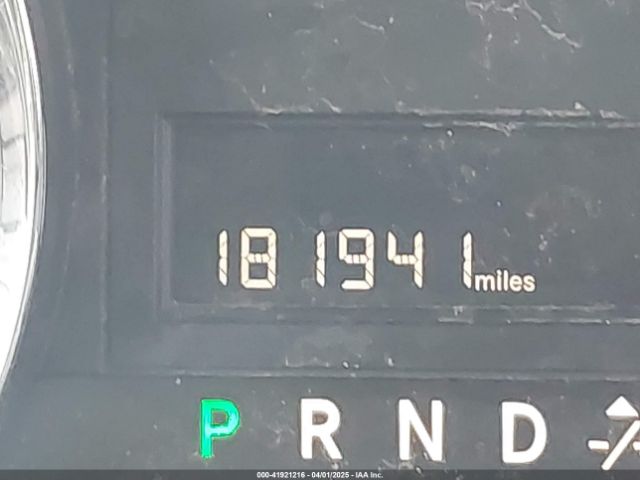 181941 miles
P R N D
000-41921216 - 04/01/2025 - IAA Inc.